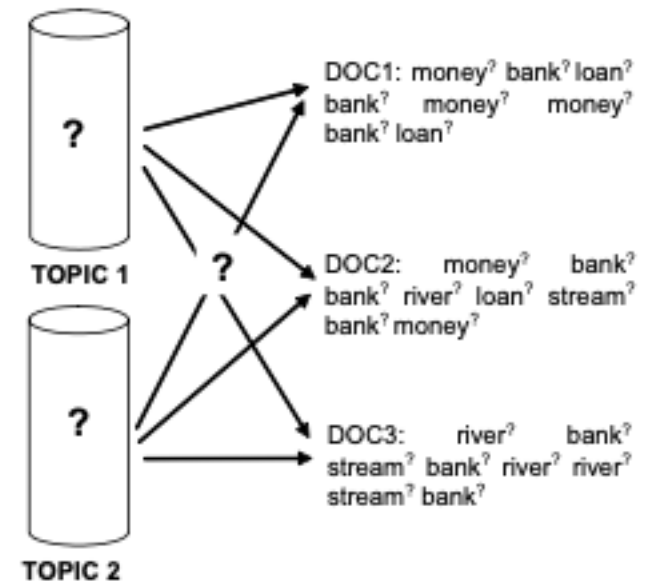 ?
TOPIC 1
?
TOPIC 2
?
DOC1: money? bank? loan?
bank? money? money?
bank? loan?
DOC2: money? bank?
bank? river? loan? stream?
bank? money?
DOC3: river? bank?
stream? bank? river? river?
stream? bank?